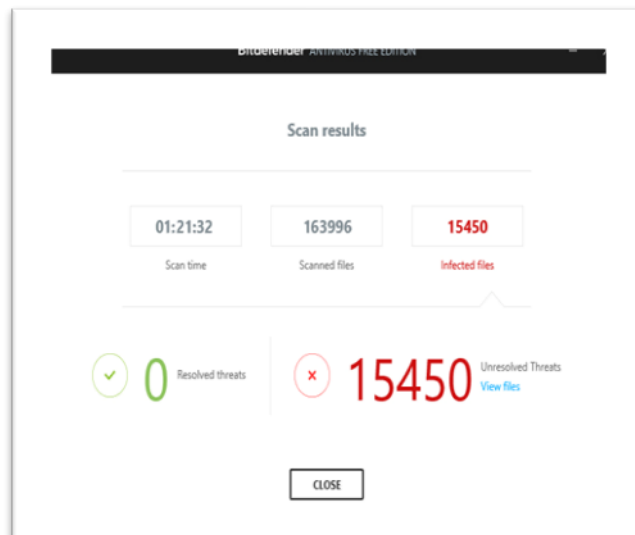 Bitdefender ANTIVIRUS FREE EDITION
Scan results
01:21:32
163996
15450
Scan time
Scanned files
Infected files
0
Resolved threats
15450
Unresolved Threats
View files
CLOSE